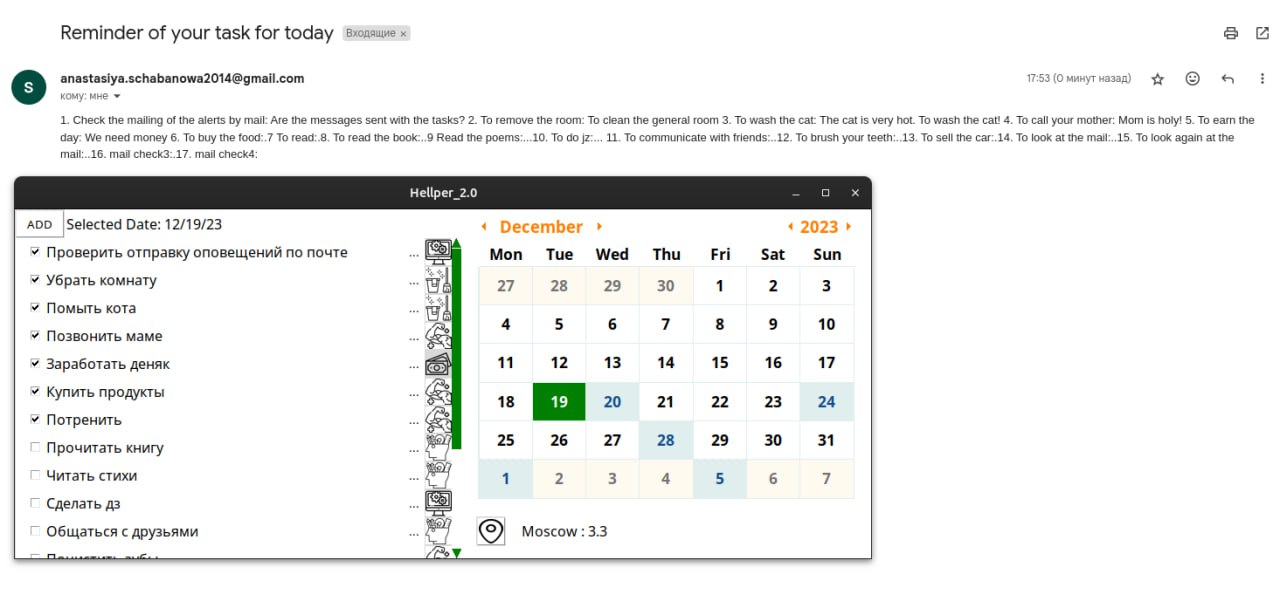 Reminder of your task for today Входящие ×
S
anastasiya.schabanowa2014@gmail.com 17:53 (0 минут назад)
кому: мне
1. Check the mailing of the alerts by mail: Are the messages sent with the tasks? 2. To remove the room: To clean the general room 3. To wash the cat: The cat is very hot. To wash the cat! 4. To call your mother: Mom is holy! 5. To earn the
day: We need money 6. To buy the food:.7 To read:.8. To read the book:..9 Read the poems:...10. To do jz:... 11. To communicate with friends:..12. To brush your teeth:..13. To sell the car:.14. To look at the mail:..15. To look again at the
mail:..16. mail check3:.17. mail check4:
Hellper_2.0
ADD Selected Date: 12/19/23
Проверить отправку оповещений по почте ...
Убрать комнату ...
Помыть кота ...
Позвонить маме ...
Заработать деняк ...
Купить продукты ...
Потренить ...
Прочитать книгу ...
Читать стихи ...
Сделать дз ...
Общаться с друзьями ...
Почистить зубы
December 2023
Mon Tue Wed Thu Fri Sat Sun
27 28 29 30 1 2 3
4 5 6 7 8 9 10
11 12 13 14 15 16 17
18 19 20 21 22 23 24
25 26 27 28 29 30 31
1 2 3 4 5 6 7
Moscow : 3.3